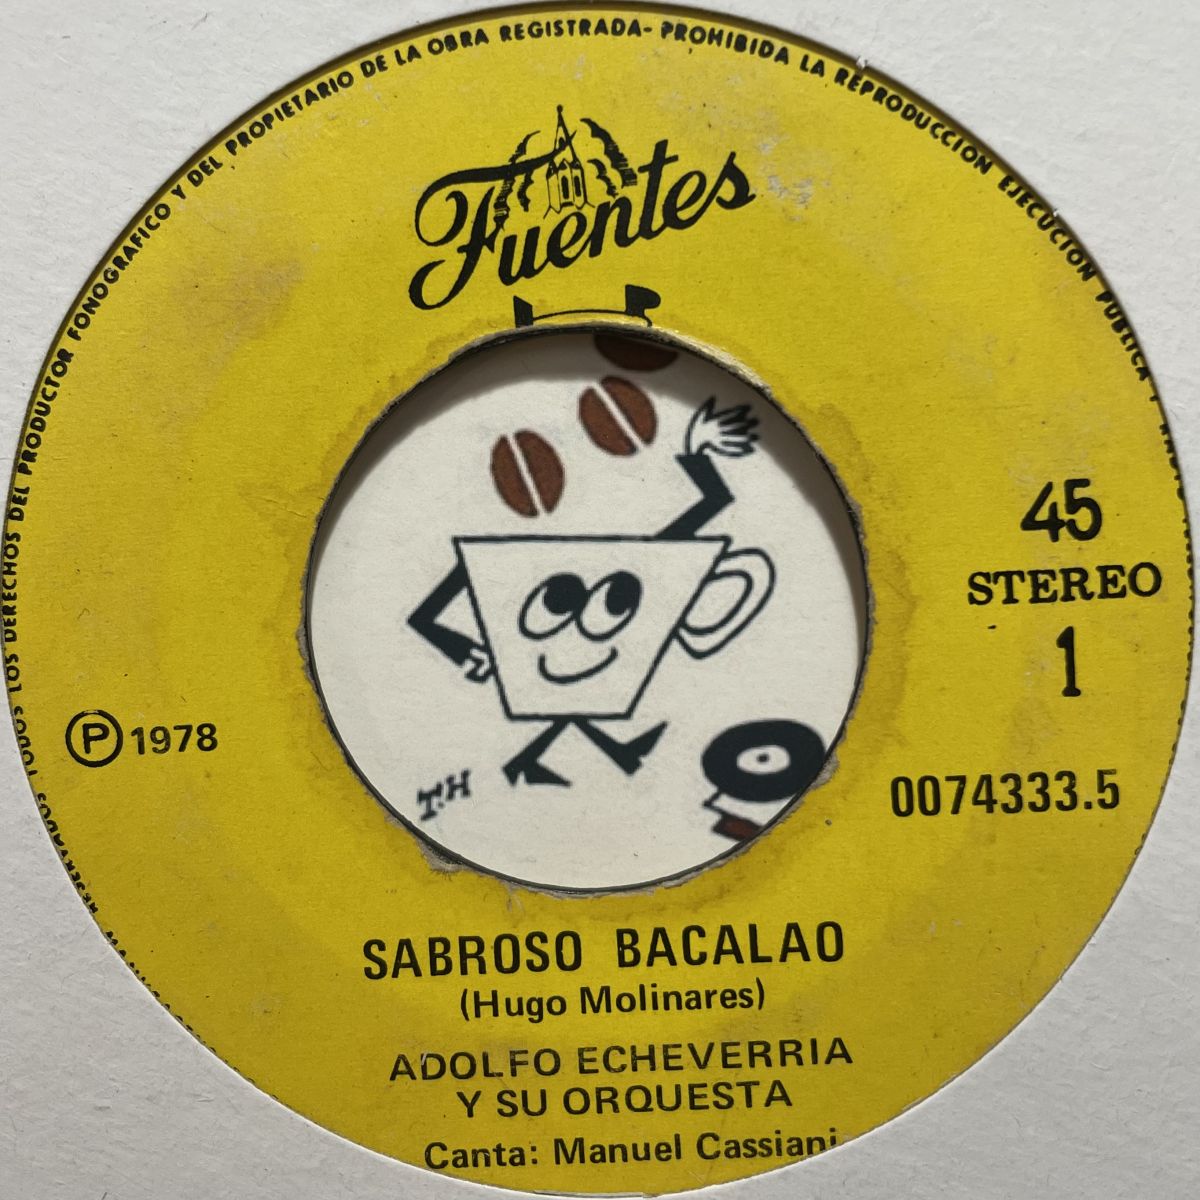 TODOS LOS DERECHOS DEL PRODUCTOR FONOGRAFICO Y DEL PROPIETARIO DE LA OBRA REGISTRADA- PROHIBIDA LA REPRODUCCION EJECUCION PUBLICA Y
RESERVADOS
Fuentes
45
STEREO
1
℗ 1978
0074333.5
T.H
SABROSO BACALAO
(Hugo Molinares)
ADOLFO ECHEVERRIA
Y SU ORQUESTA
Canta: Manuel Cassiani